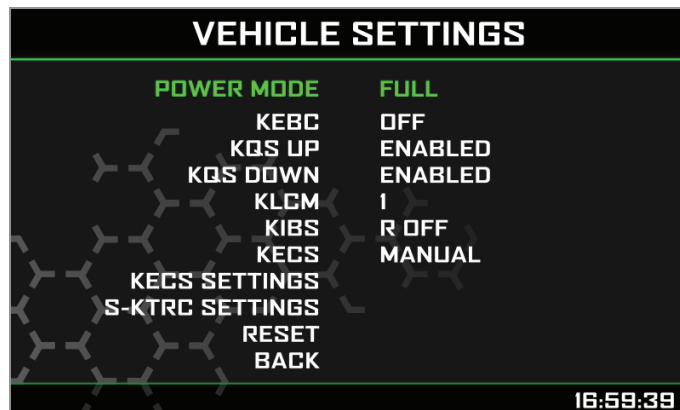 VEHICLE SETTINGS
POWER MODE FULL
KEBC OFF
KQS UP ENABLED
KQS DOWN ENABLED
KLCM 1
KIBS R OFF
KECS MANUAL
KECS SETTINGS
S-KTRC SETTINGS
RESET
BACK
16:59:39